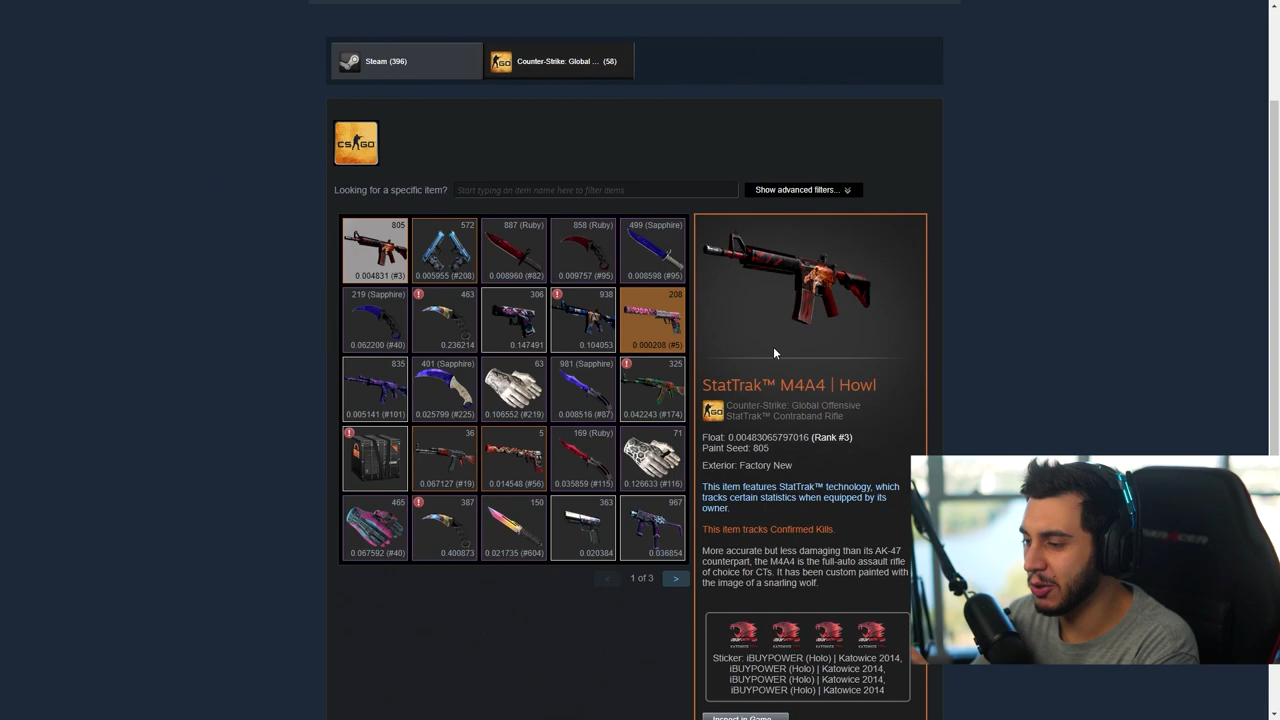 Steam (396)
Counter-Strike: Global ... (58)
CS GO
Looking for a specific item?
Start typing an item name here to filter items
Show advanced filters...
805
572
887 (Ruby)
858 (Ruby)
499 (Sapphire)
0.004831 (#3)
0.005955 (#208)
0.008960 (#82)
0.009757 (#95)
0.008598 (#95)
219 (Sapphire)
463
306
938
208
0.062200 (#40)
0.236214
0.147491
0.104053
0.000208 (#5)
835
401 (Sapphire)
63
981 (Sapphire)
325
0.005141 (#101)
0.025799 (#225)
0.106552 (#219)
0.008516 (#87)
0.042243 (#174)
36
5
169 (Ruby)
71
0.067127 (#19)
0.014548 (#56)
0.035859 (#115)
0.126633 (#116)
465
387
150
363
967
0.067592 (#40)
0.400873
0.021735 (#604)
0.020384
0.036854
<
1 of 3
>
StatTrak™ M4A4 | Howl
Counter-Strike: Global Offensive
StatTrak™ Contraband Rifle
Float: 0.00483065797016 (Rank #3)
Paint Seed: 805
Exterior: Factory New
This item features StatTrak™ technology, which
tracks certain statistics when equipped by its
owner.
This item tracks Confirmed Kills.
More accurate but less damaging than its AK-47
counterpart, the M4A4 is the full-auto assault rifle
of choice for CTs. It has been custom painted with
the image of a snarling wolf.
Sticker: iBUYPOWER (Holo) | Katowice 2014,
iBUYPOWER (Holo) | Katowice 2014,
iBUYPOWER (Holo) | Katowice 2014,
iBUYPOWER (Holo) | Katowice 2014
Inspect in Game...